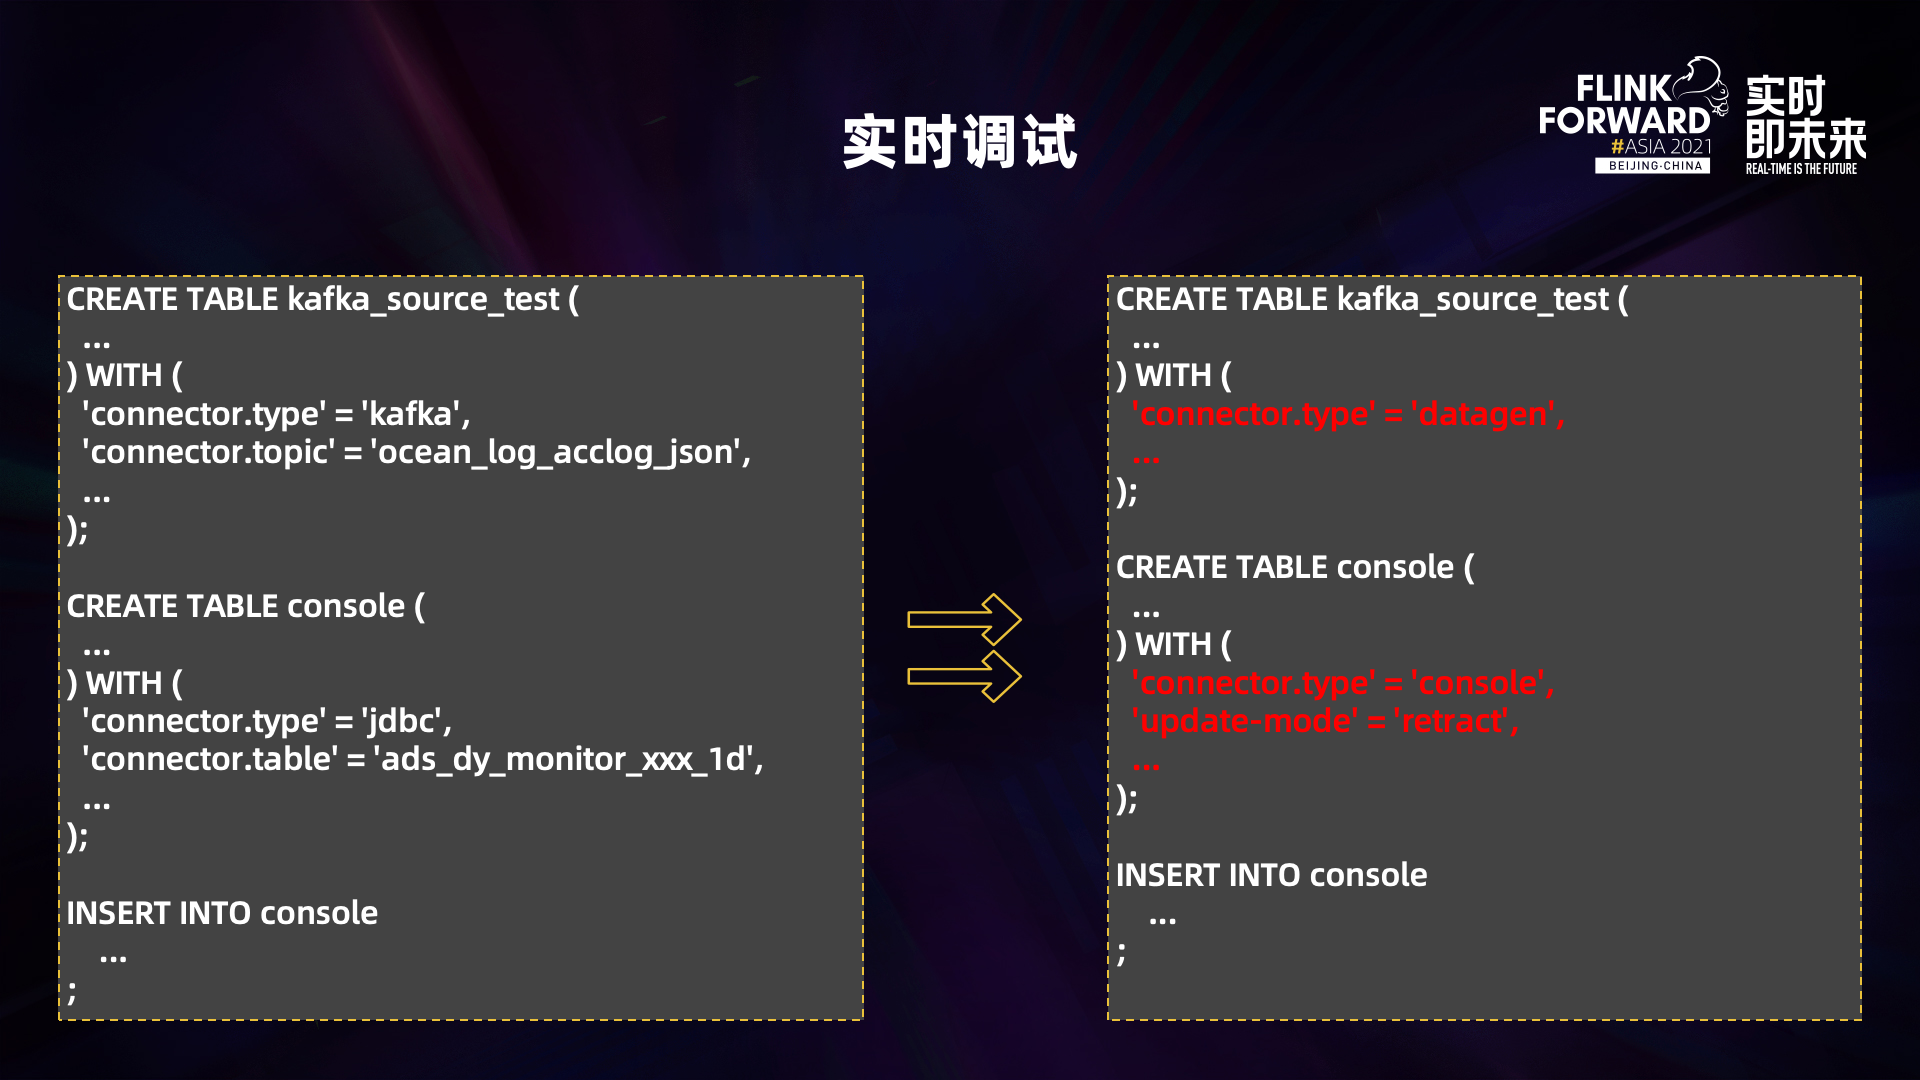 实时调试
FLINK
FORWARD
#ASIA 2021
BEIJING·CHINA
实时
即未来
REAL-TIME IS THE FUTURE
CREATE TABLE kafka_source_test (
...
) WITH (
'connector.type' = 'kafka',
'connector.topic' = 'ocean_log_acclog_json',
...
);
CREATE TABLE console (
...
) WITH (
'connector.type' = 'jdbc',
'connector.table' = 'ads_dy_monitor_xxx_1d',
...
);
INSERT INTO console
...
;
CREATE TABLE kafka_source_test (
...
) WITH (
'connector.type' = 'datagen',
...
);
CREATE TABLE console (
...
) WITH (
'connector.type' = 'console',
'update-mode' = 'retract',
...
);
INSERT INTO console
...
;